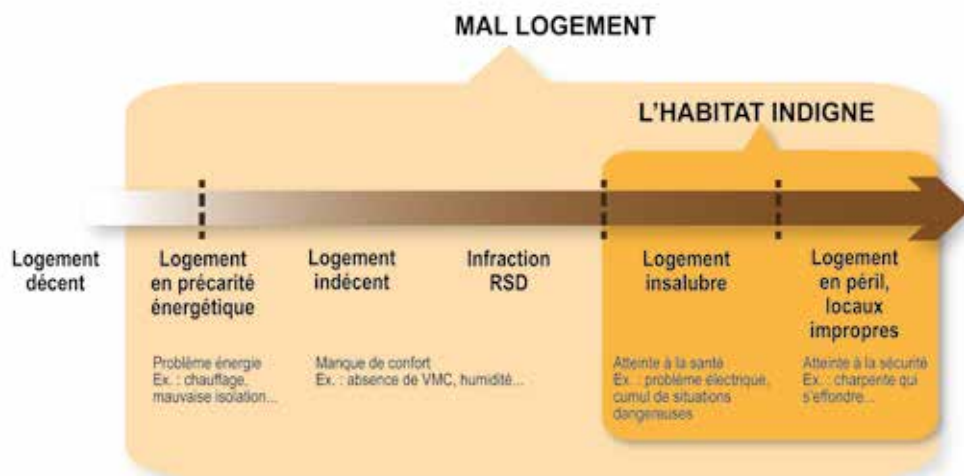 MAL LOGEMENT
L'HABITAT INDIGNE
Logement
décent
Logement
en précarité
énergétique
Problème énergie
Ex. : chauffage,
mauvaise isolation...
Logement
indécent
Manque de confort
Ex. : absence de VMC, humidité...
Infraction
RSD
Logement
insalubre
Atteinte à la santé
Ex. : problème électrique,
cumul de situations
dangereuses
Logement
en péril,
locaux
impropres
Atteinte à la sécurité
Ex. : charpente qui
s'effondre...